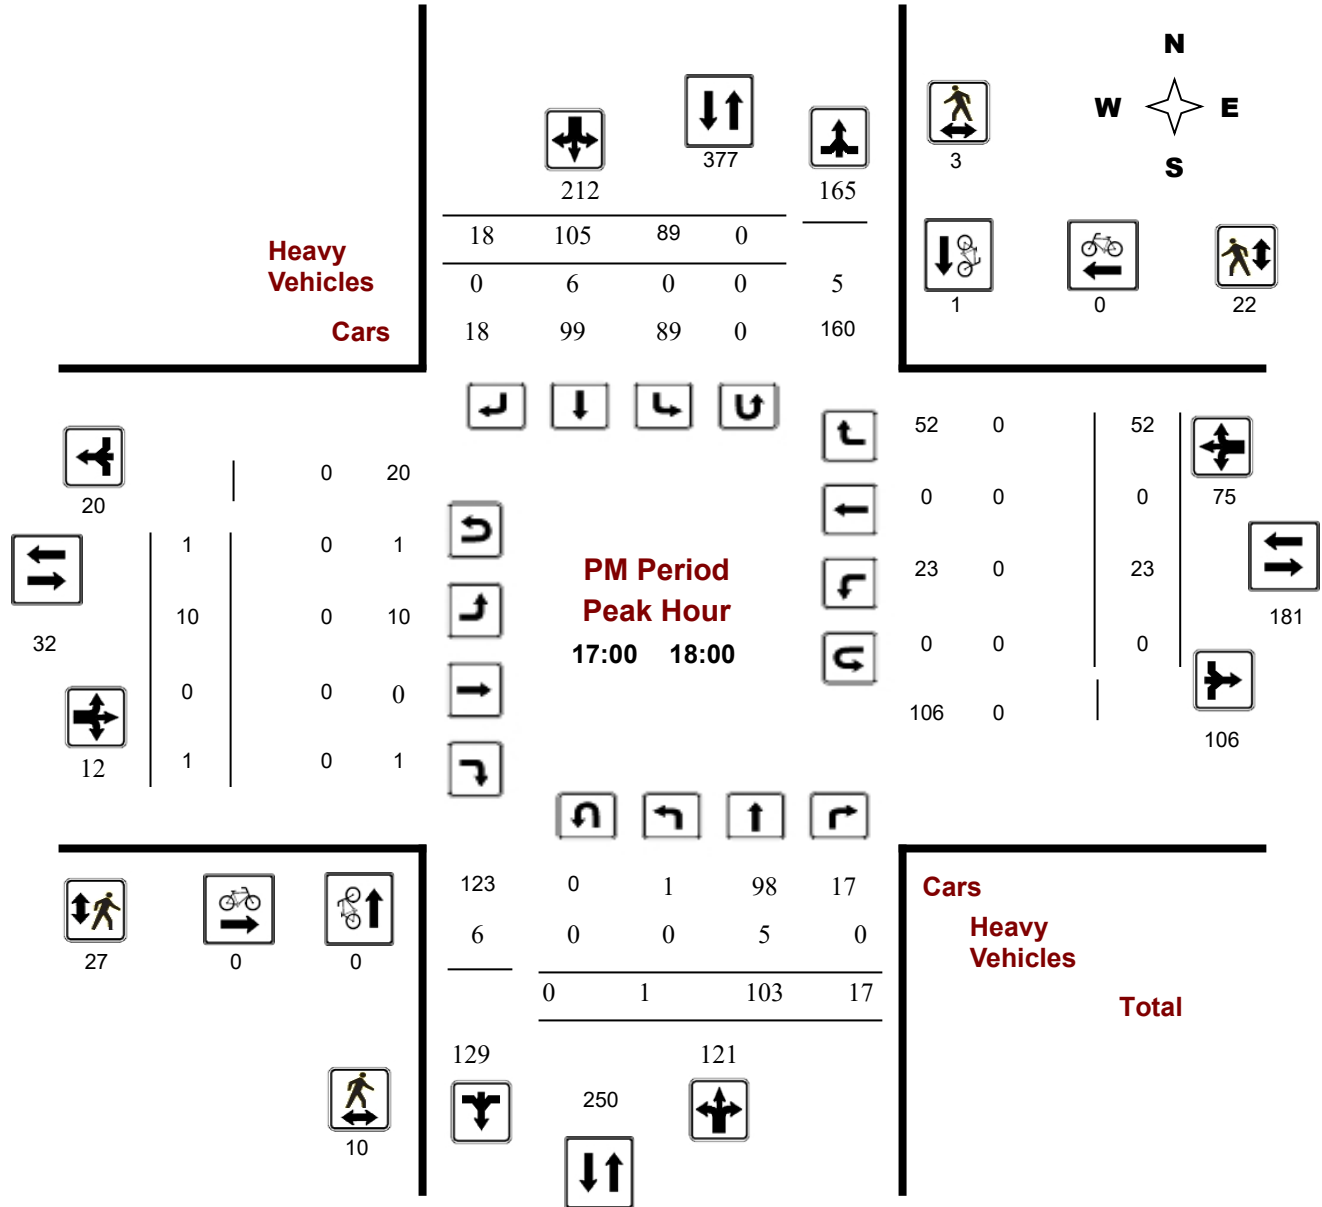 N
W E
S
377
3
212
165
18 105 89 0
Heavy
Vehicles
0 6 0 0 5
1 0 22
Cars
18 99 89 0 160
52 0 52
0 20
20
75
0 0 0
1 0 1
PM Period
23 0 23
Peak Hour
10 0 10
181
32
17:00 18:00
0 0 0
0 0 0
106 0
106
12
1 0 1
123 0 1 98 17
Cars
Heavy
6 0 0 5 0
Vehicles
27 0 0
0 1 103 17
Total
129 121
250
10